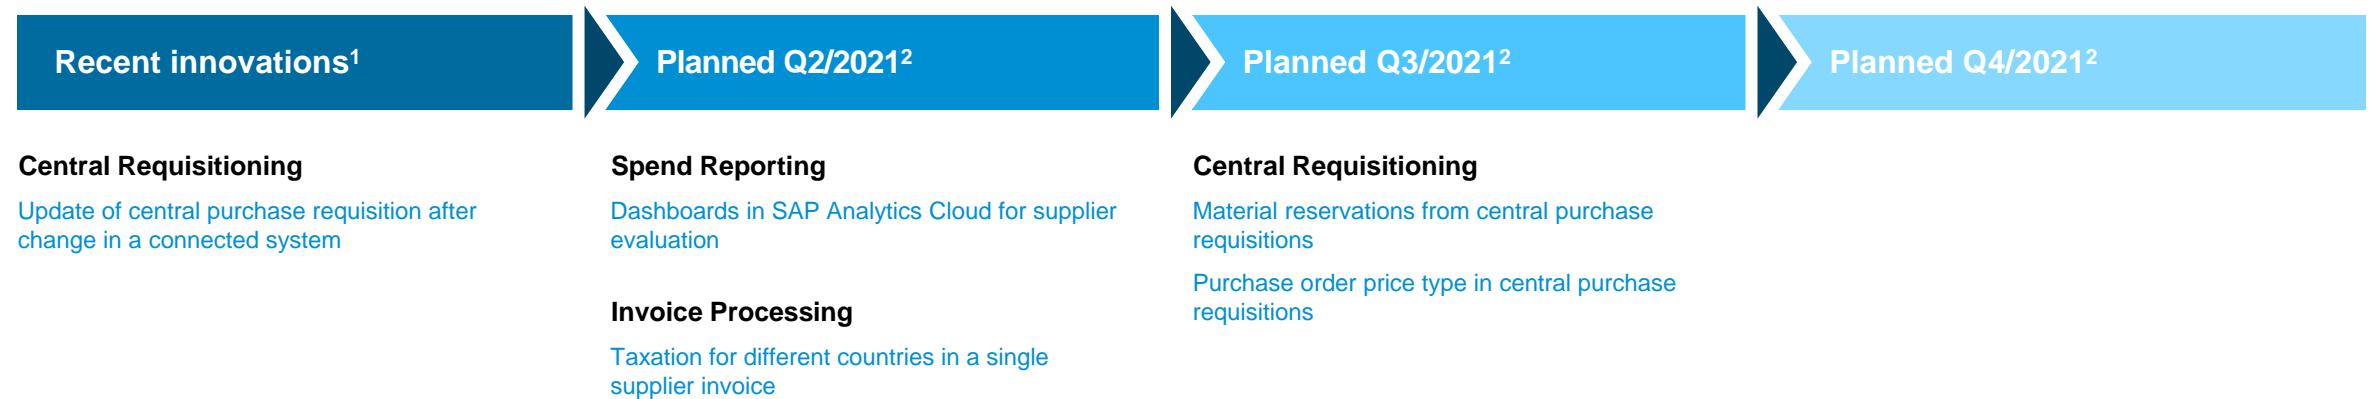 Recent innovations¹
Planned Q2/2021²
Planned Q3/2021²
Planned Q4/2021²
Central Requisitioning
Update of central purchase requisition after
change in a connected system
Spend Reporting
Dashboards in SAP Analytics Cloud for supplier
evaluation
Invoice Processing
Taxation for different countries in a single
supplier invoice
Central Requisitioning
Material reservations from central purchase
requisitions
Purchase order price type in central purchase
requisitions